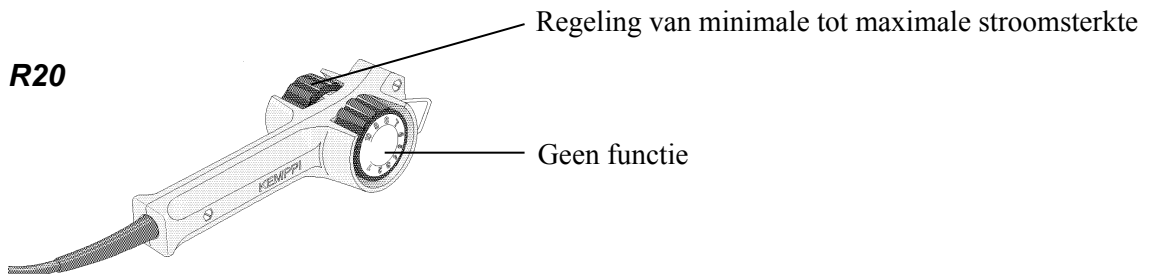 Regeling van minimale tot maximale stroomsterkte
R20
Geen functie
KEMPPI